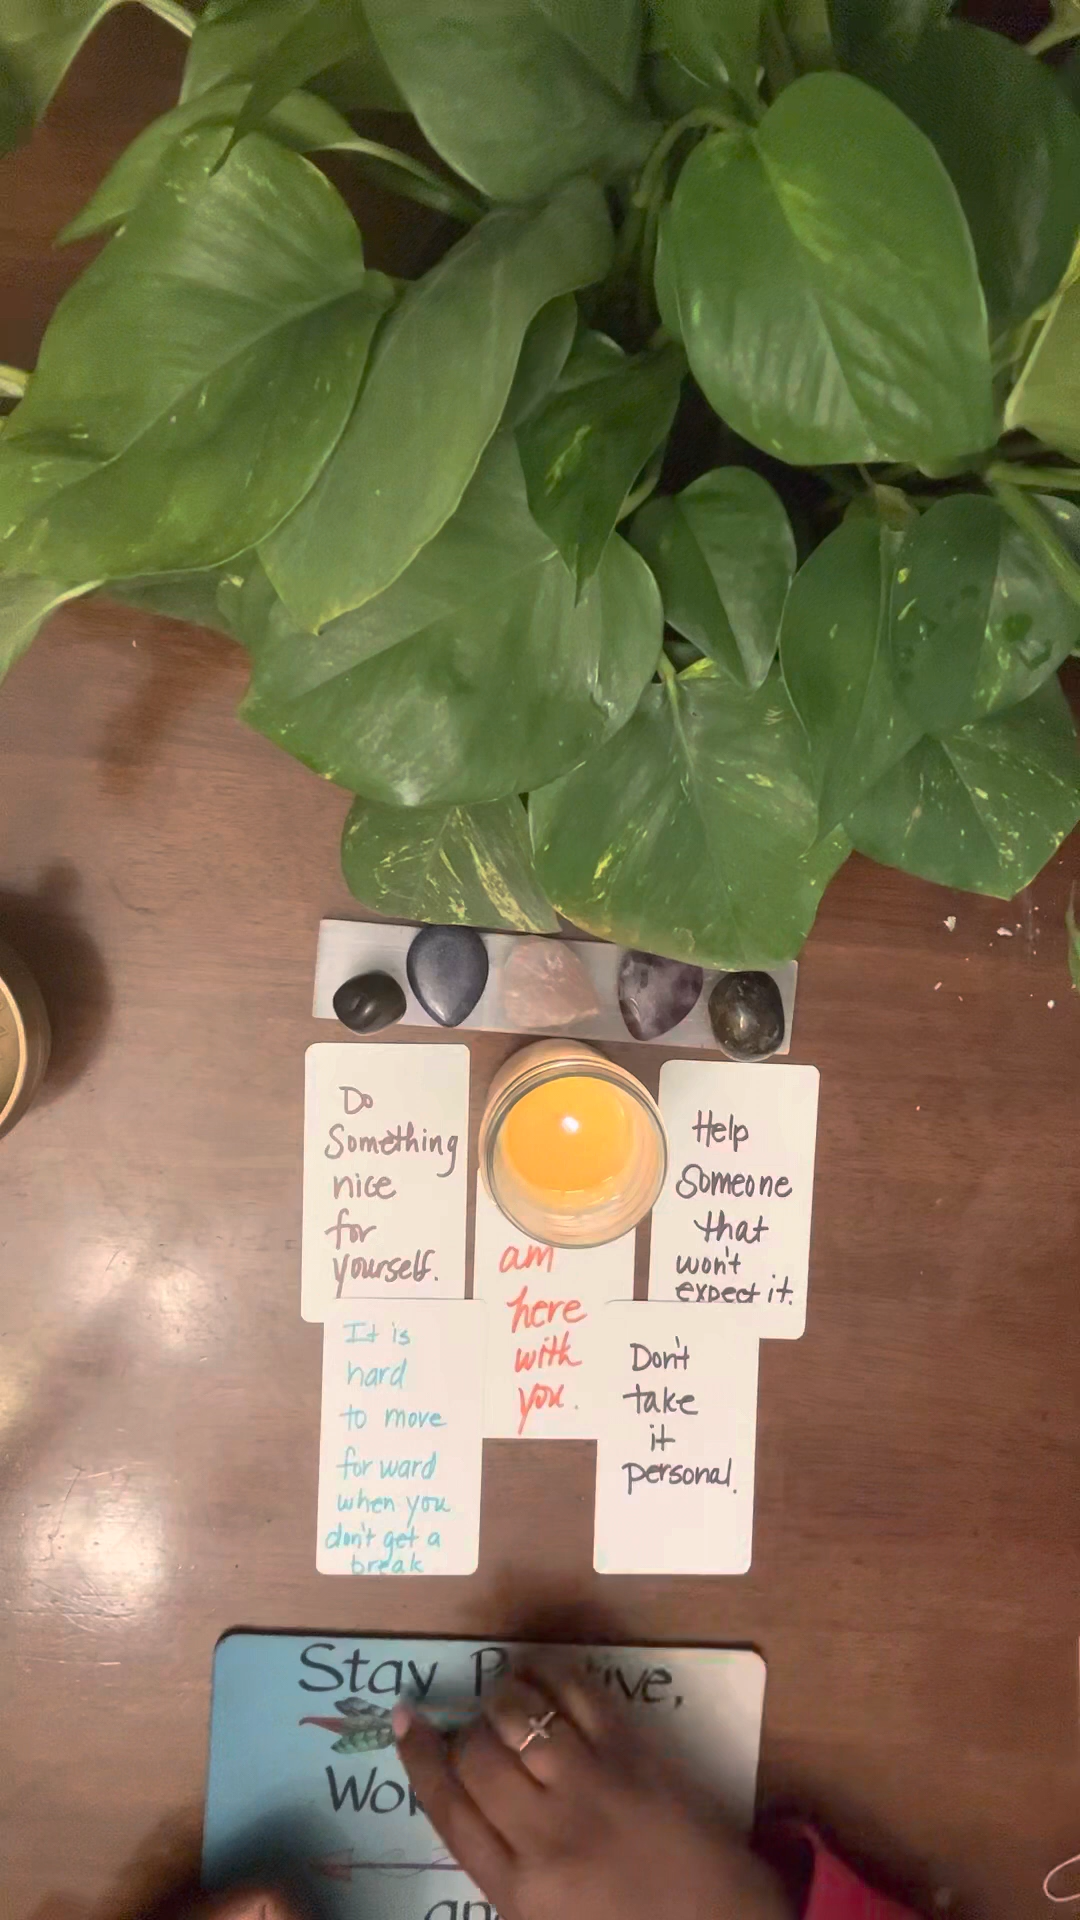 Do
Something
nice
for
yourself.
am
here
with
you.
Help
Someone
that
won't
expect it.
It is
hard
to move
for ward
when you
don't get a
break
Don't
take
it
personal.
Stay